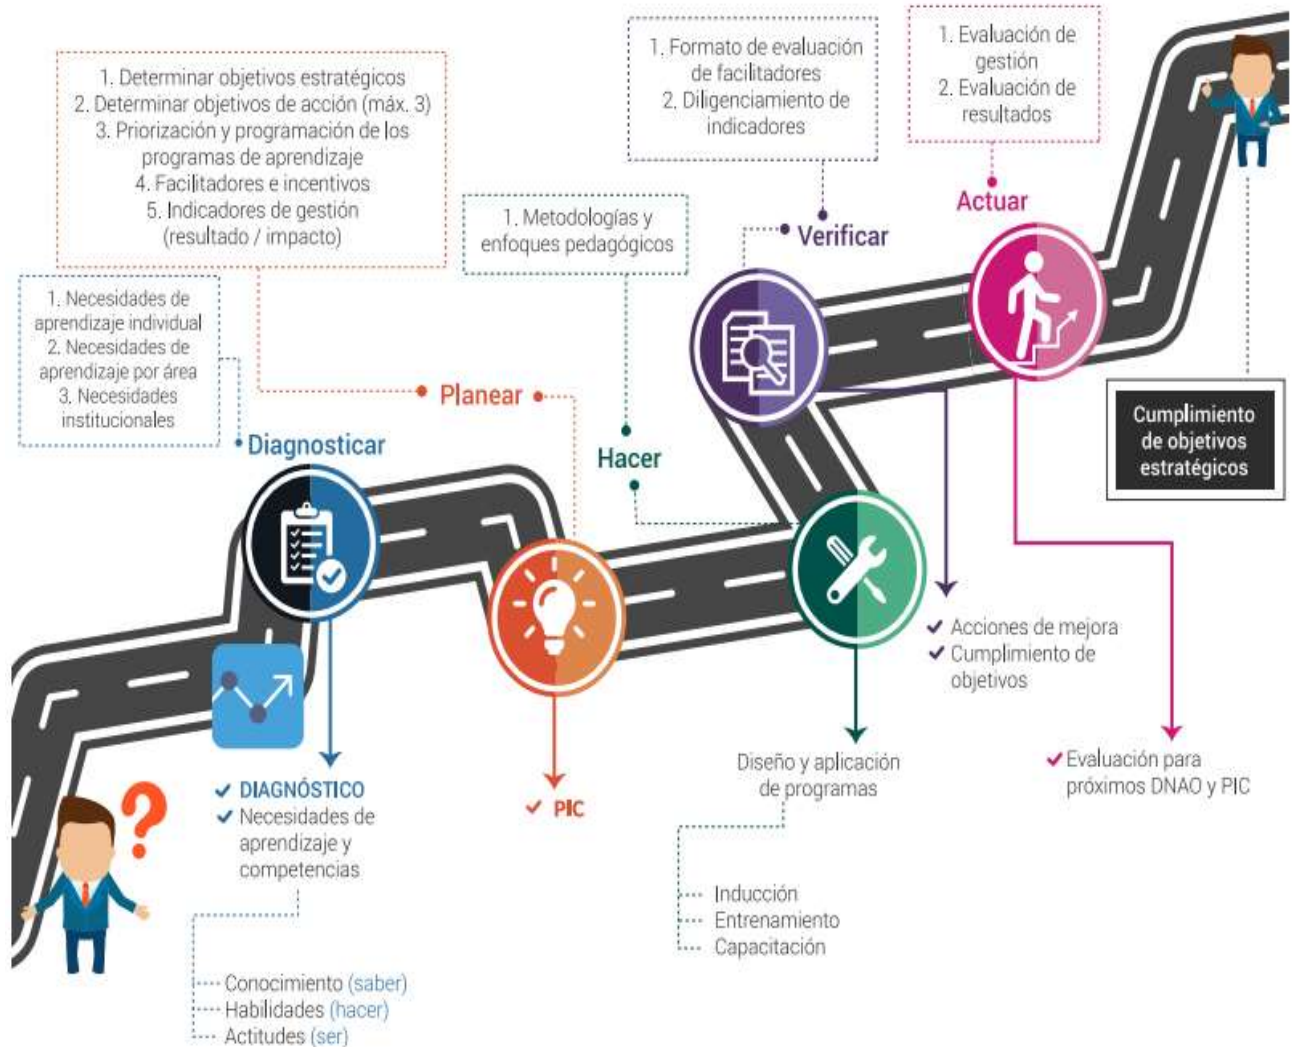 1. Determinar objetivos estratégicos
2. Determinar objetivos de acción (máx. 3)
3. Priorización y programación de los
programas de aprendizaje
4. Facilitadores e incentivos
5. Indicadores de gestión
(resultado / impacto)
1. Formato de evaluación
de facilitadores
2. Diligenciamiento de
indicadores
1. Evaluación de
gestión
2. Evaluación de
resultados
1. Metodologías y
enfoques pedagógicos
1. Necesidades de
aprendizaje individual
2. Necesidades de
aprendizaje por área
3. Necesidades
institucionales
Diagnosticar
Planear
Hacer
Verificar
Actuar
Cumplimiento
de objetivos
estratégicos
?
DIAGNÓSTICO
Necesidades de
aprendizaje y
competencias
Conocimiento (saber)
Habilidades (hacer)
Actitudes (ser)
PIC
Diseño y aplicación
de programas
Inducción
Entrenamiento
Capacitación
Acciones de mejora
Cumplimiento de
objetivos
Evaluación para
próximos DNAO y PIC